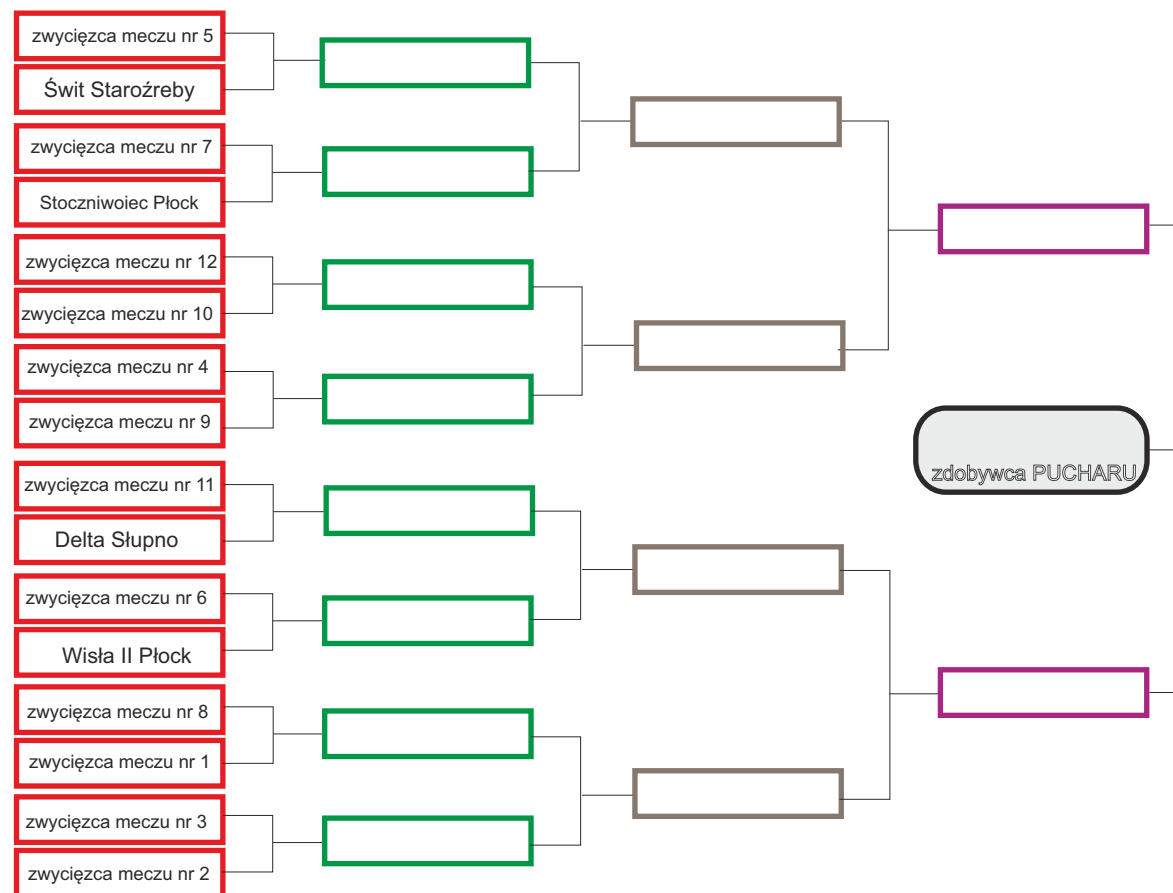 zwycięzca meczu nr 5
Świt Staroźreby
zwycięzca meczu nr 7
Stoczniwoiec Płock
zwycięzca meczu nr 12
zwycięzca meczu nr 10
zwycięzca meczu nr 4
zwycięzca meczu nr 9
zdobywca PUCHARU
zwycięzca meczu nr 11
Delta Słupno
zwycięzca meczu nr 6
Wisła II Płock
zwycięzca meczu nr 8
zwycięzca meczu nr 1
zwycięzca meczu nr 3
zwycięzca meczu nr 2